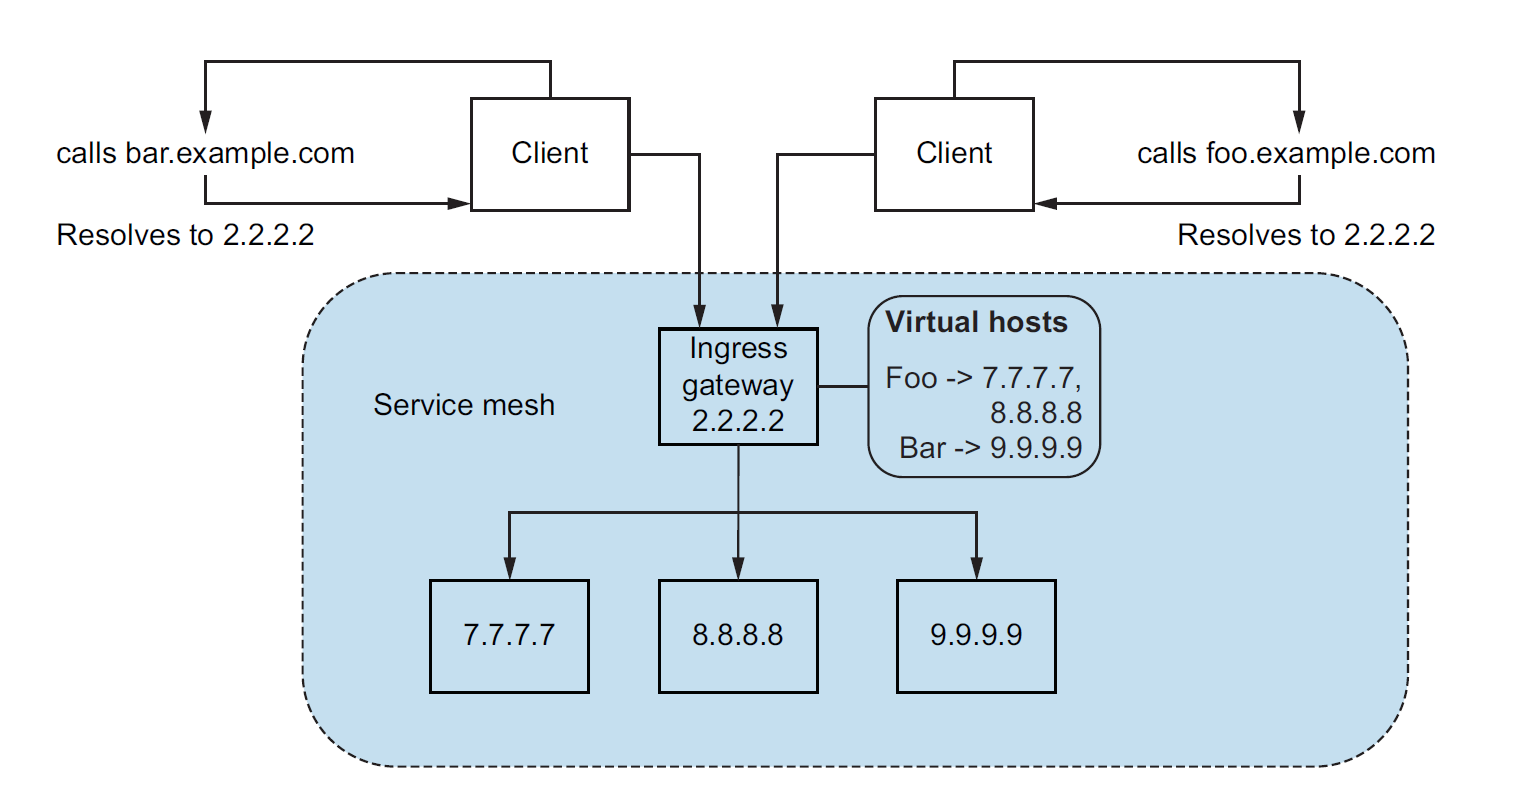 calls bar.example.com
Client
Client
calls foo.example.com
Resolves to 2.2.2.2
Resolves to 2.2.2.2
Service mesh
Ingress
gateway
2.2.2.2
Virtual hosts
Foo -> 7.7.7.7,
8.8.8.8
Bar -> 9.9.9.9
7.7.7.7
8.8.8.8
9.9.9.9